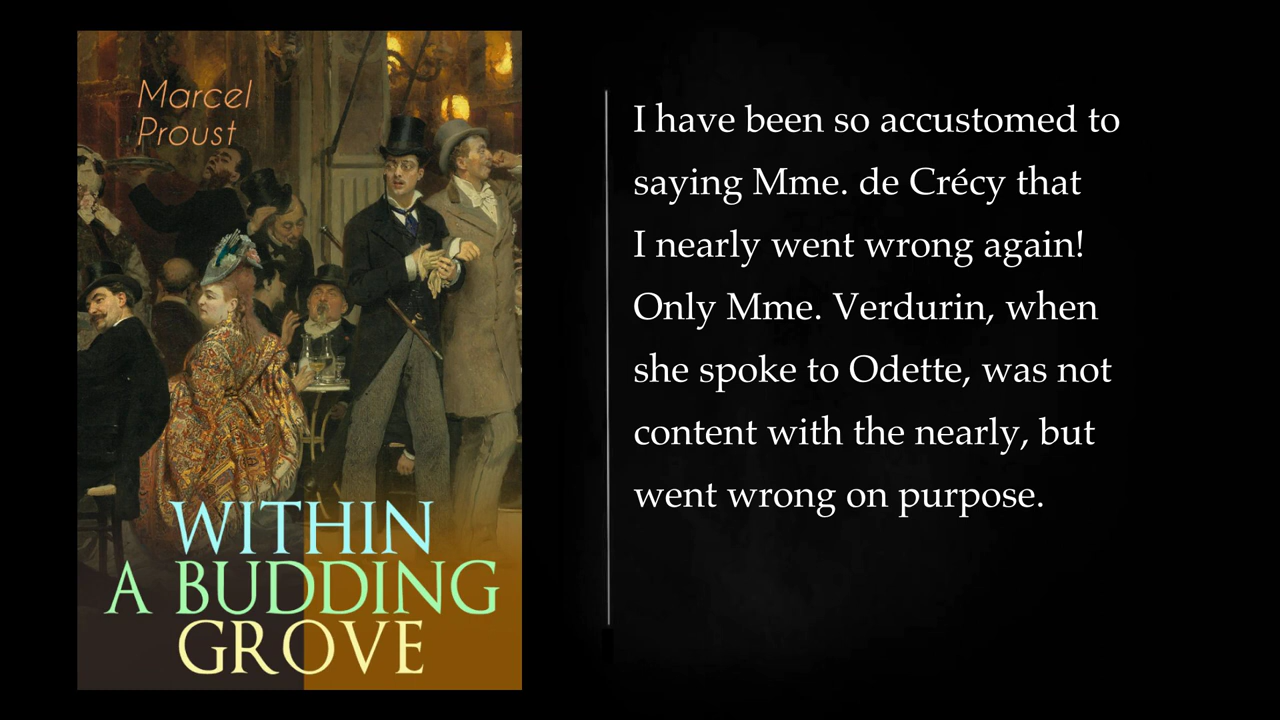 Marcel
Proust
WITHIN
A BUDDING
GROVE
I have been so accustomed to
saying Mme. de Crécy that
I nearly went wrong again!
Only Mme. Verdurin, when
she spoke to Odette, was not
content with the nearly, but
went wrong on purpose.